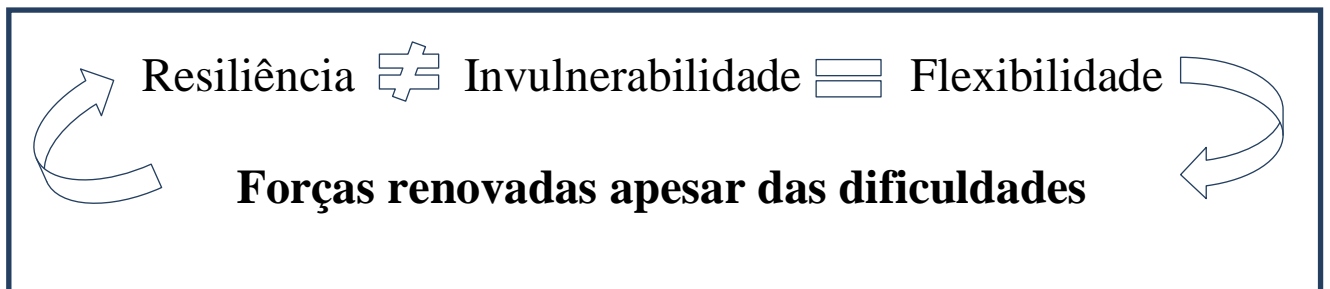 Resiliência ≠ Invulnerabilidade = Flexibilidade
Forças renovadas apesar das dificuldades